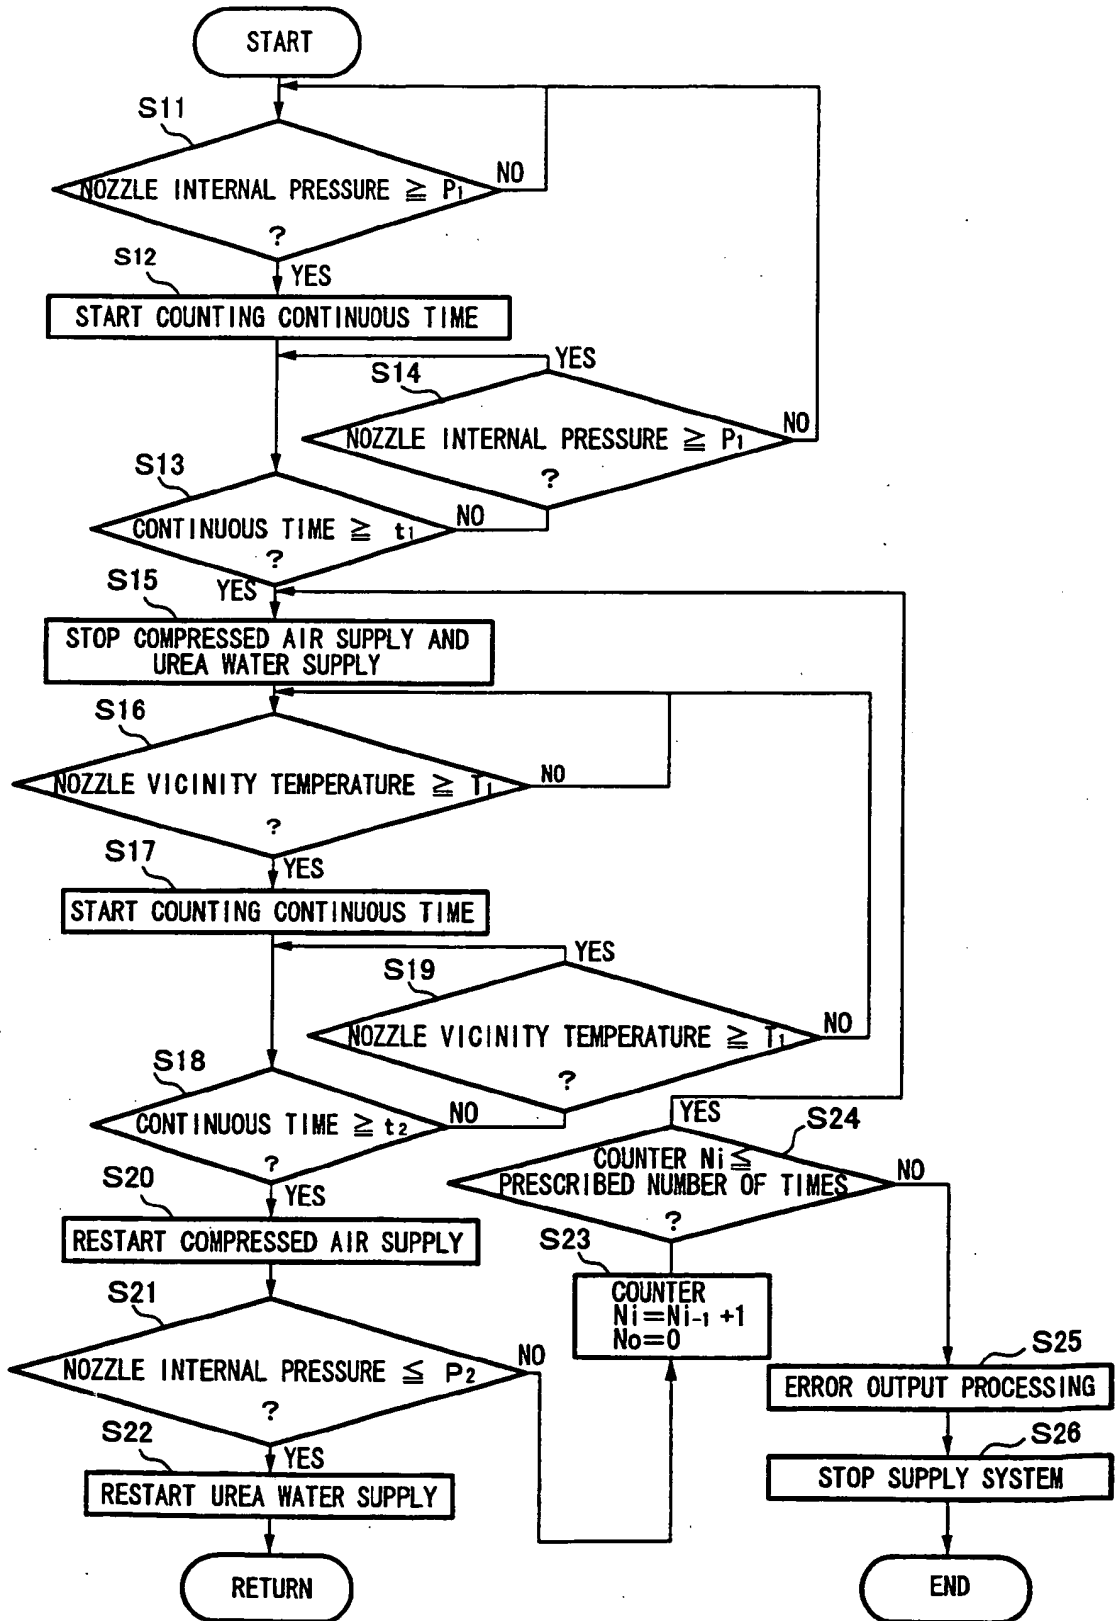 START
S11
NOZZLE INTERNAL PRESSURE ≧ P1
?
NO
YES
S12
START COUNTING CONTINUOUS TIME
YES
S14
NOZZLE INTERNAL PRESSURE ≧ P1
?
NO
S13
CONTINUOUS TIME ≧ t1
?
NO
YES
S15
STOP COMPRESSED AIR SUPPLY AND
UREA WATER SUPPLY
S16
NOZZLE VICINITY TEMPERATURE ≧ T1
?
NO
YES
S17
START COUNTING CONTINUOUS TIME
YES
S19
NOZZLE VICINITY TEMPERATURE ≧ T1
?
NO
S18
CONTINUOUS TIME ≧ t2
?
NO
YES
S20
RESTART COMPRESSED AIR SUPPLY
S21
NOZZLE INTERNAL PRESSURE ≦ P2
?
NO
YES
S22
RESTART UREA WATER SUPPLY
RETURN
S23
COUNTER
Ni=Ni-1 +1
No=0
YES
S24
COUNTER Ni≦
PRESCRIBED NUMBER OF TIMES
?
NO
S25
ERROR OUTPUT PROCESSING
S26
STOP SUPPLY SYSTEM
END